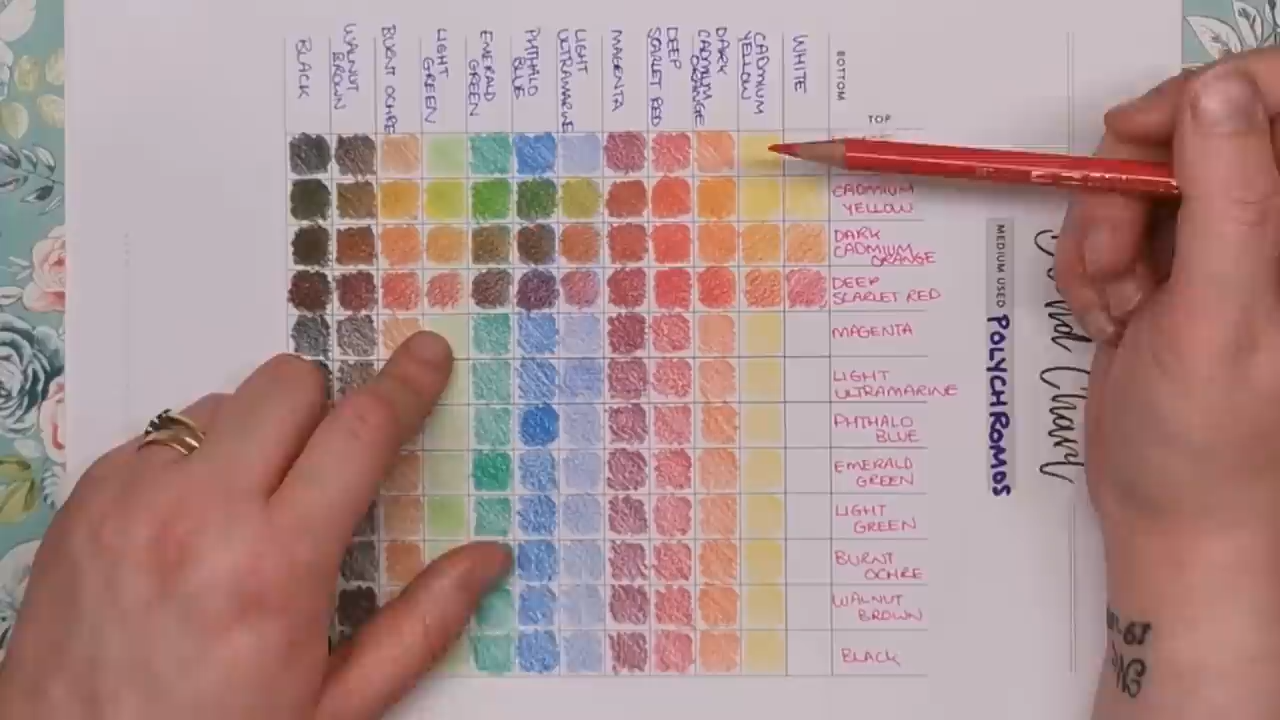 BLACK
WALNUT
BROWN
BURNT OCHRE
LIGHT
GREEN
EMERALD
GREEN
PHTHALO
BLUE
LIGHT
ULTRAMARINE
MAGENTA
DEEP
SCARLET RED
DARK
CADMIUM
ORANGE
CADMIUM
YELLOW
WHITE
BOTTOM
TOP
CADMIUM
YELLOW
DARK
CADMIUM
ORANGE
DEEP
SCARLET RED
MAGENTA
LIGHT
ULTRAMARINE
PHTHALO
BLUE
EMERALD
GREEN
LIGHT
GREEN
BURNT
OCHRE
WALNUT
BROWN
BLACK
MEDIUM USED POLYCHROMOS
Chart